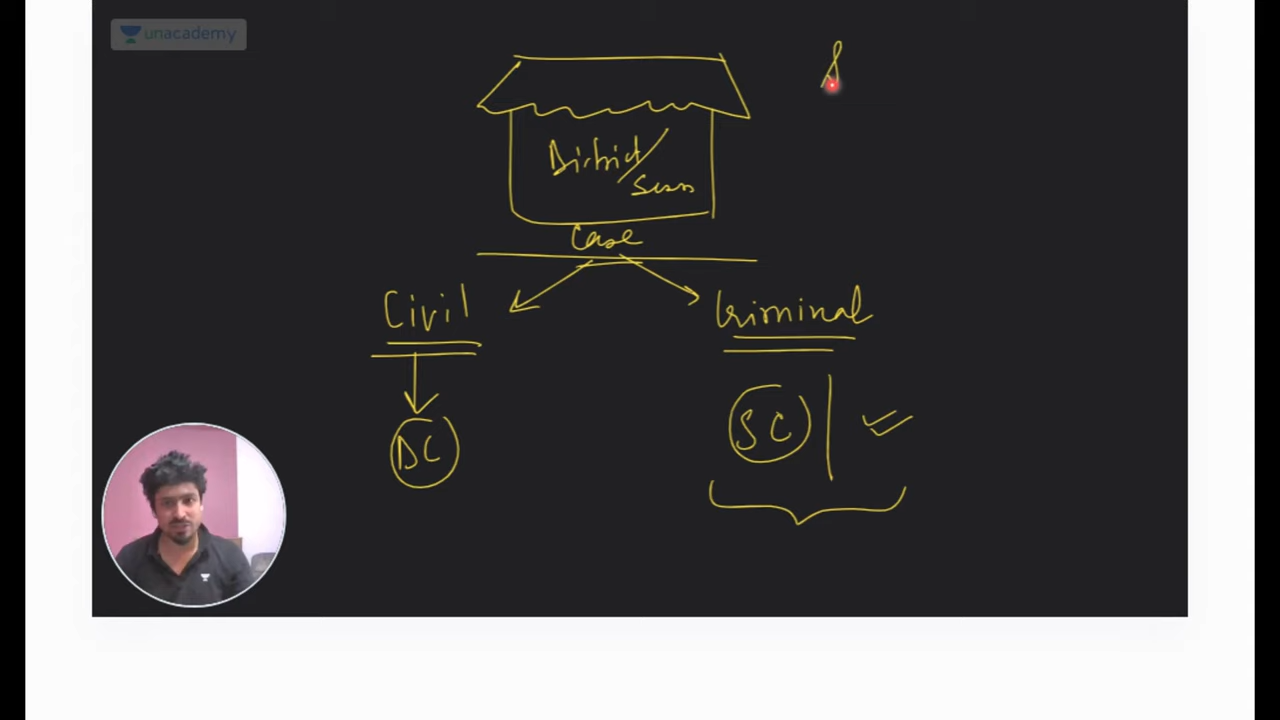 unacademy
District/
Sessn
Case
Civil
Criminal
DC
SC